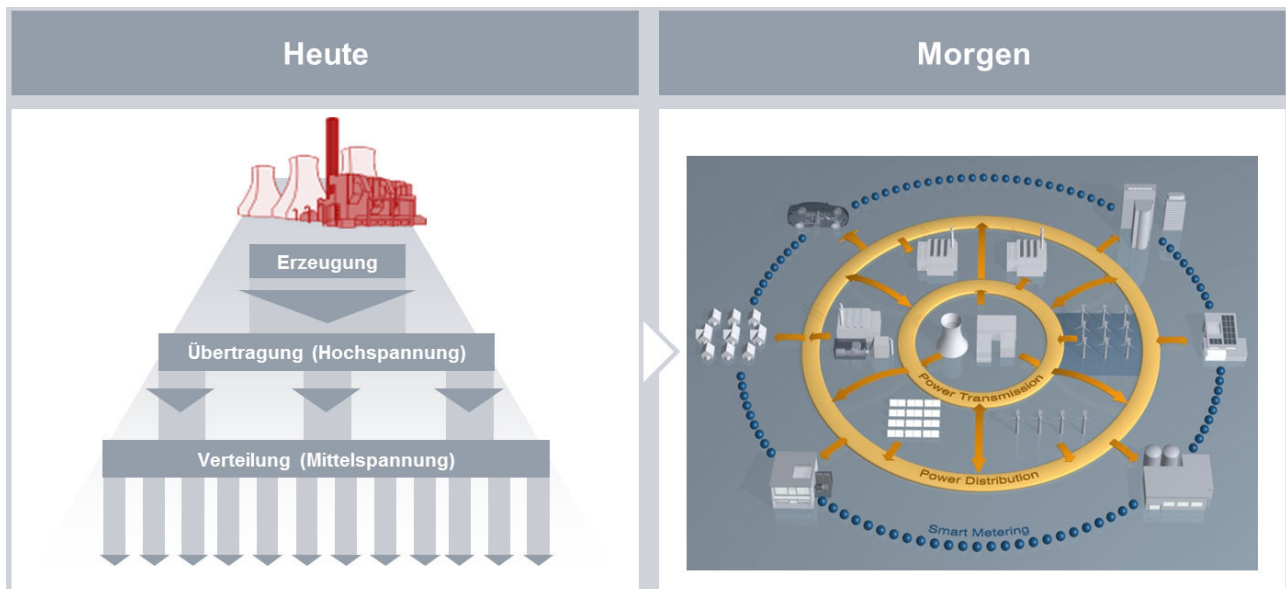 Heute
Morgen
Erzeugung
Übertragung (Hochspannung)
Verteilung (Mittelspannung)
Power Transmission
Power Distribution
Smart Metering